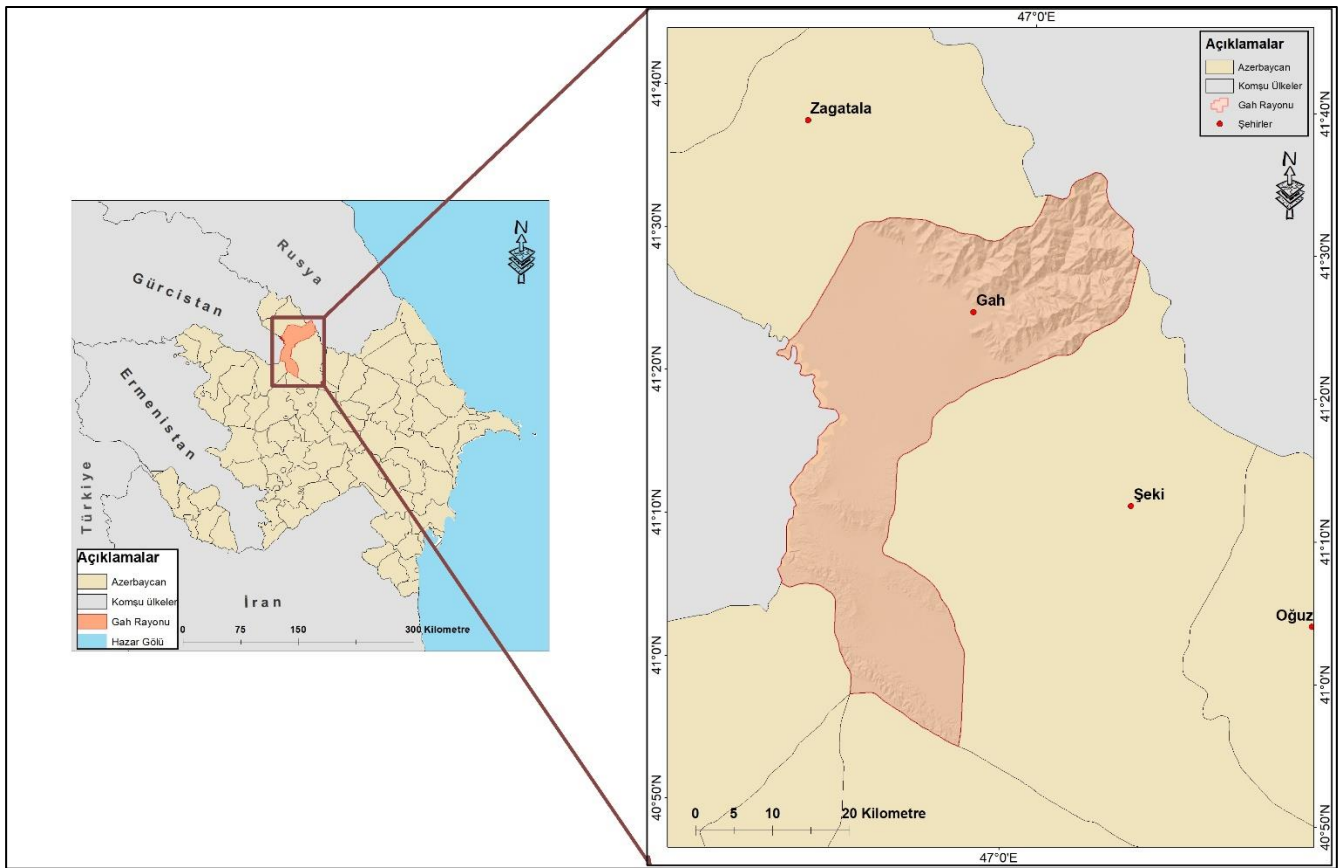 N
Rusya
Gürcistan
Ermenistan
Türkiye
İran
Açıklamalar
Azerbaycan
Komşu ülkeler
Gah Rayonu
Hazar Gölü
0 75 150 300 Kilometre
47°0'E
Açıklamalar
Azerbaycan
Komşu Ülkeler
Gah Rayonu
Şehirler
N
41°40'N
41°40'N
Zagatala
41°30'N
41°30'N
Gah
41°20'N
41°20'N
Şeki
41°10'N
41°10'N
Oğuz
41°0'N
41°0'N
40°50'N
40°50'N
0 5 10 20 Kilometre
47°0'E